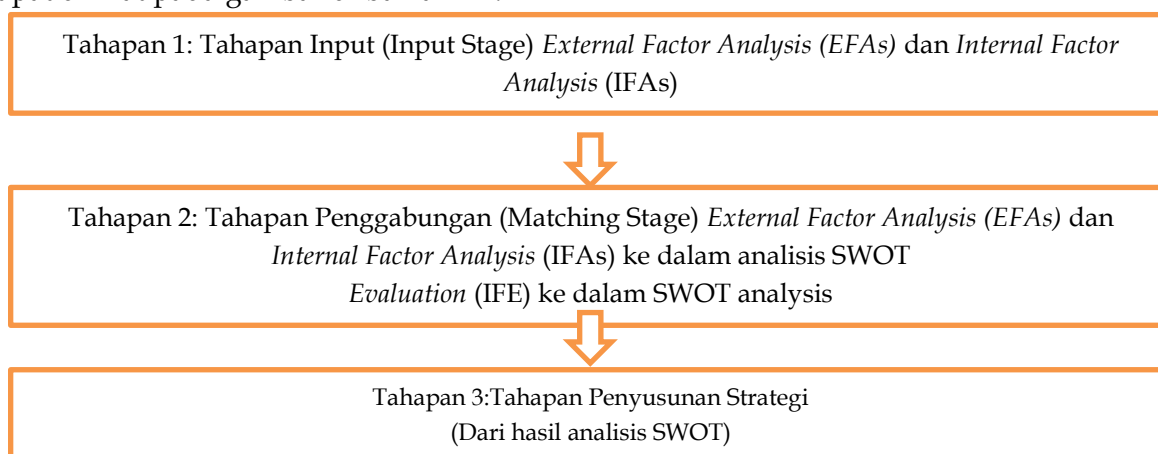 Tahapan 1: Tahapan Input (Input Stage) External Factor Analysis (EFAs) dan Internal Factor
Analysis (IFAs)
Tahapan 2: Tahapan Penggabungan (Matching Stage) External Factor Analysis (EFAs) dan
Internal Factor Analysis (IFAs) ke dalam analisis SWOT
Evaluation (IFE) ke dalam SWOT analysis
Tahapan 3:Tahapan Penyusunan Strategi
(Dari hasil analisis SWOT)